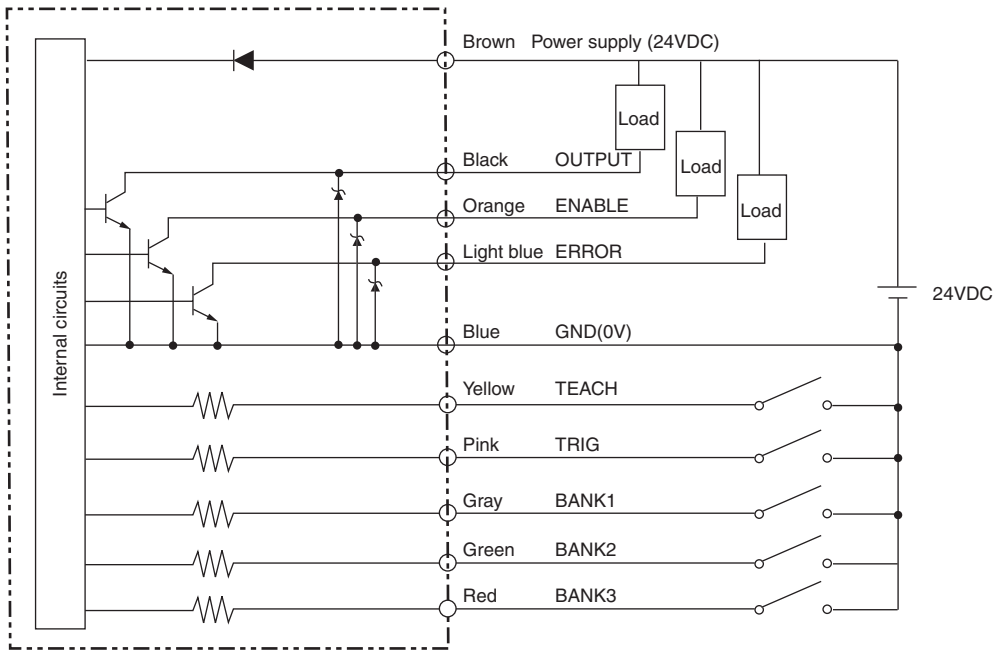 Brown Power supply (24VDC)
Load
Black OUTPUT
Load
Orange ENABLE
Load
Light blue ERROR
Internal circuits
24VDC
Blue GND(0V)
Yellow TEACH
Pink TRIG
Gray BANK1
Green BANK2
Red BANK3